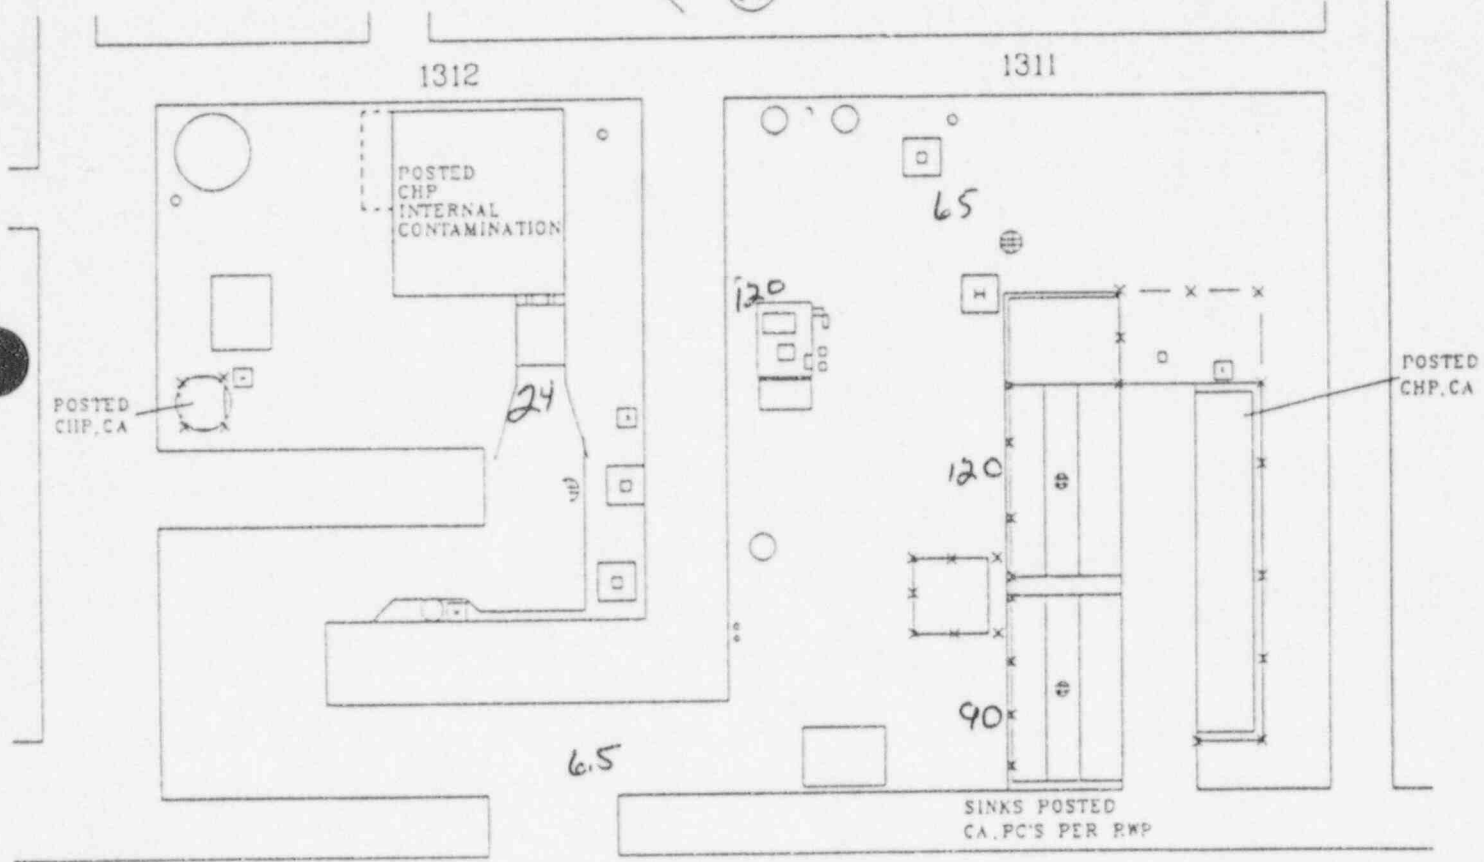 1312
1311
POSTED
CHP
INTERNAL
CONTAMINATION
65
120
24
POSTED
CHP,CA
POSTED
CHP,CA
120
90
6.5
SINKS POSTED
CA,PC'S PER RWP